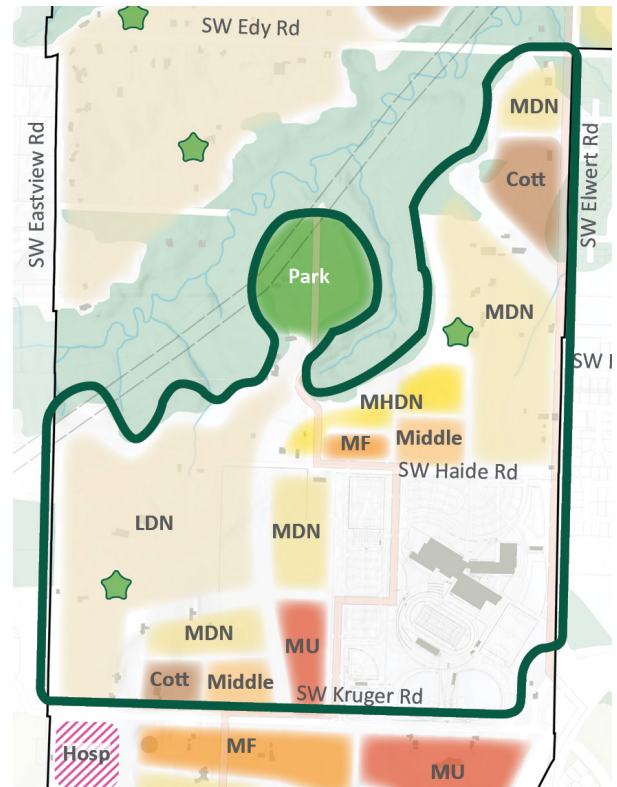 SW Edy Rd
SW Eastview Rd
MDN
Cott
SW Elwert Rd
Park
MDN
MHDN
MF
Middle
SW Haide Rd
LDN
MDN
MDN
MU
Cott
Middle
SW Kruger Rd
Hosp
MF
MU